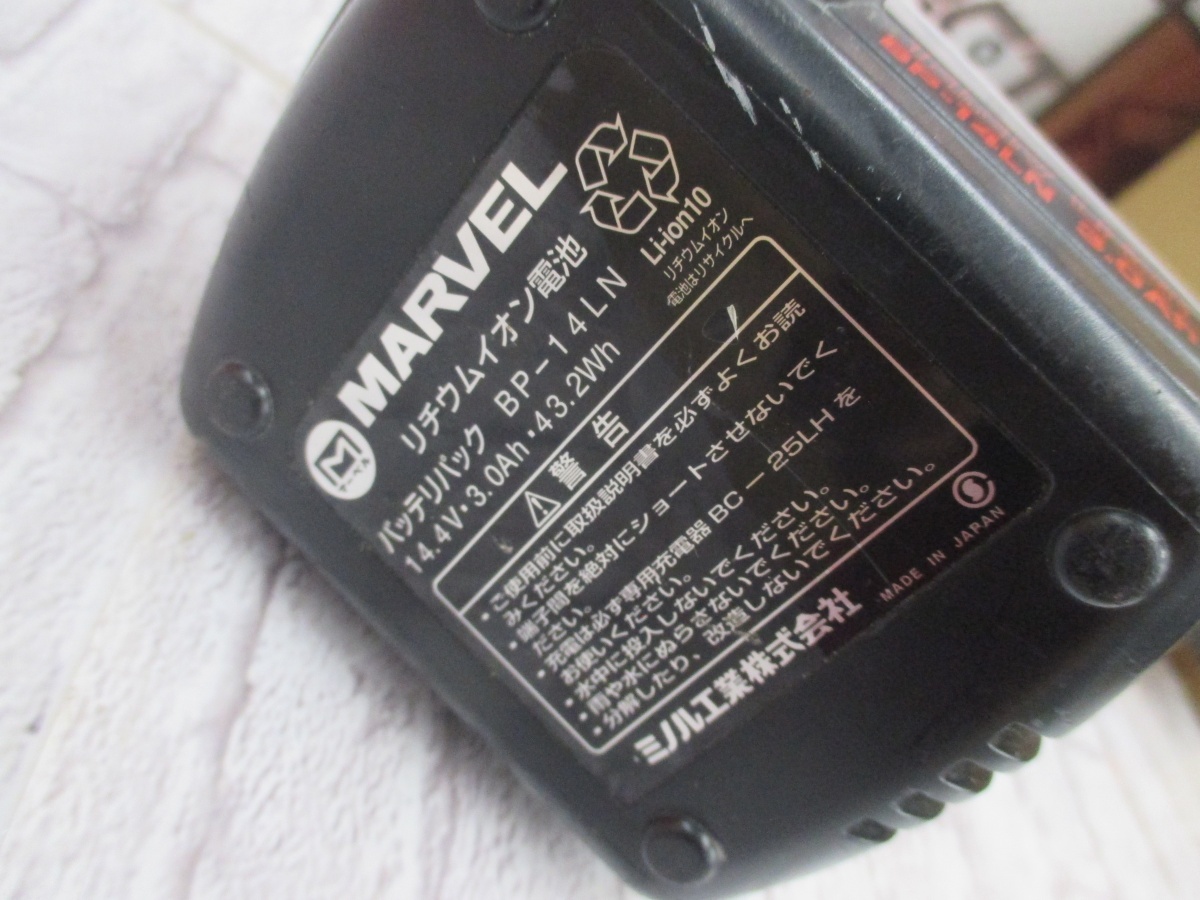 MARVEL
リチウムイオン電池
バッテリパック BP-14LN
14.4V・3.0Ah・43.2Wh
Li-ion10
リチウムイオン
電池はリサイクルへ
警告
・ご使用前に取扱説明書を必ずよくお読
みください。
・端子間を絶対にショートさせないでく
ださい。
・充電は必ず専用充電器BC-25LHを
お使いください。
・水中に投入しないでください。
・雨や水にぬらさないでください。
・分解したり、改造しないでください。
ミノル工業株式会社
MADE IN JAPAN
BP-14LN 3.0Ah